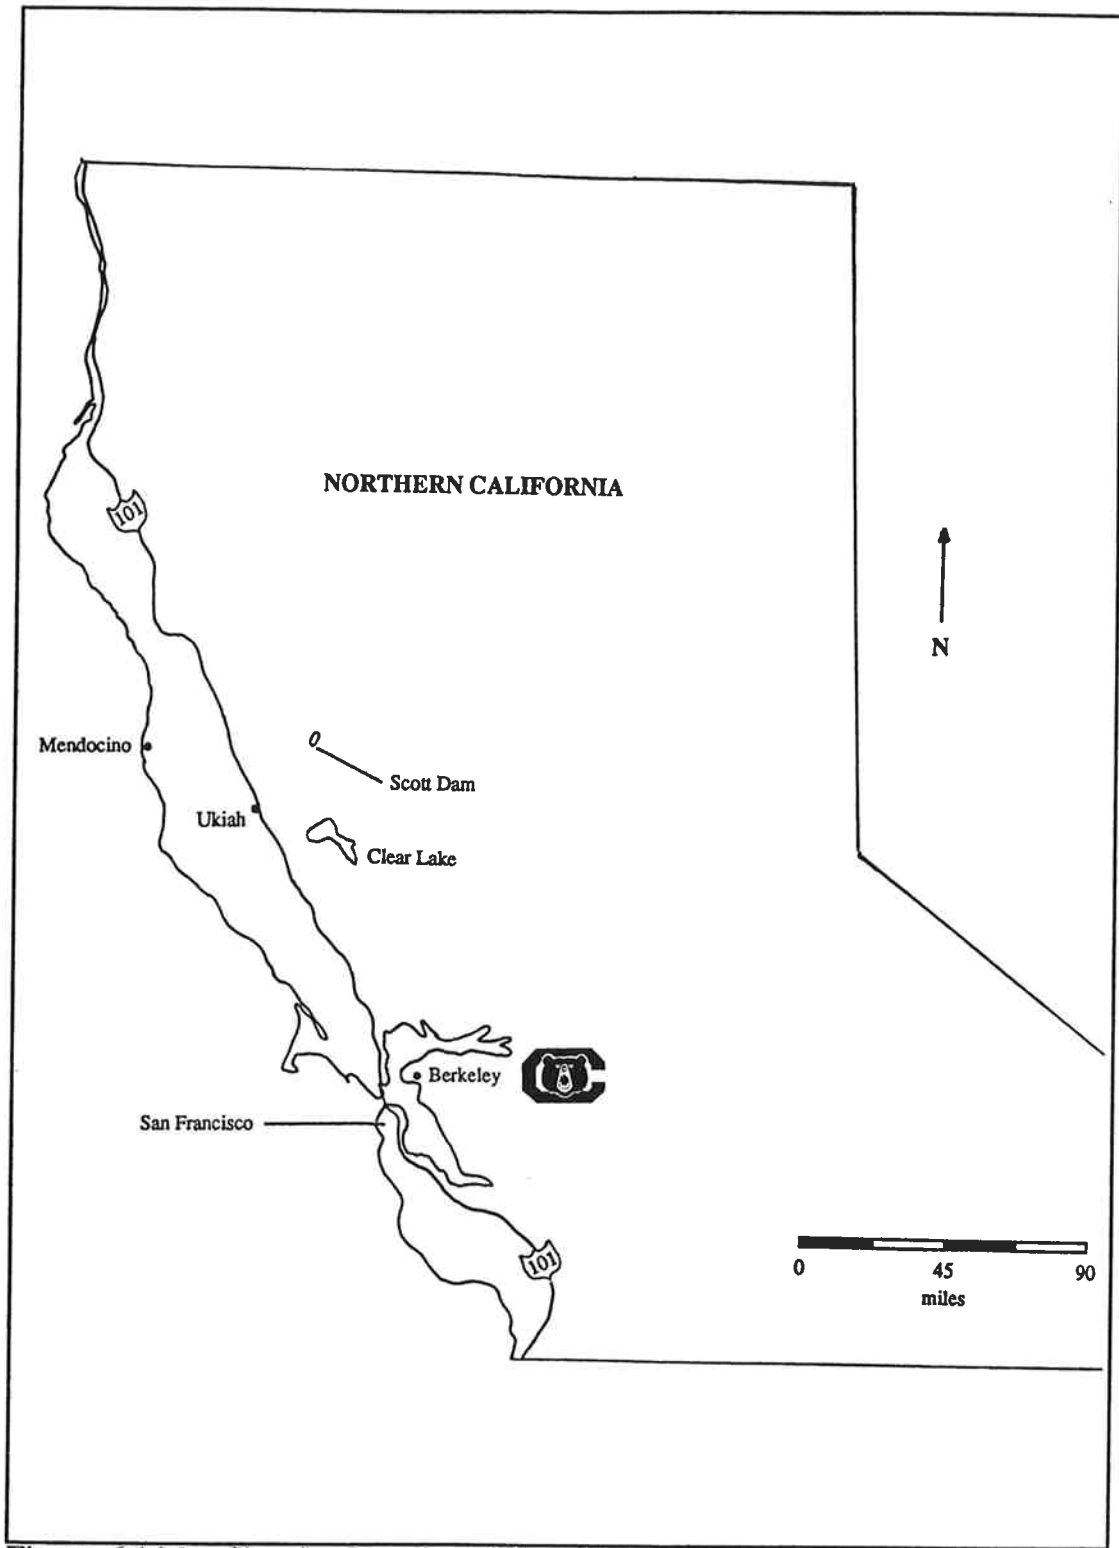 NORTHERN CALIFORNIA
101
N
Mendocino
Scott Dam
Ukiah
Clear Lake
Berkeley
C
San Francisco
101
0 45 90
miles